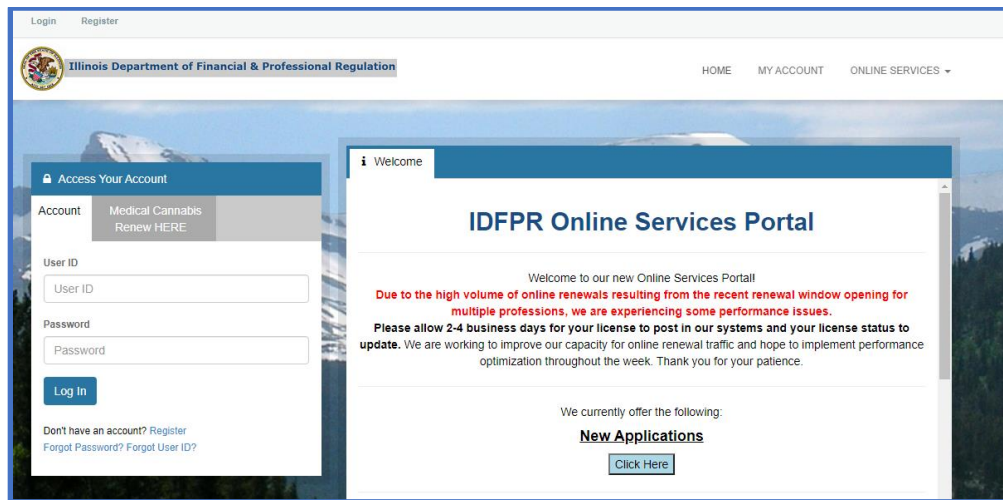 Login Register
Illinois Department of Financial & Professional Regulation
HOME MY ACCOUNT ONLINE SERVICES
Access Your Account
Account
Medical Cannabis
Renew HERE
User ID
User ID
Password
Password
Log In
Don't have an account? Register
Forgot Password? Forgot User ID?
Welcome
IDFPR Online Services Portal
Welcome to our new Online Services Portal!
Due to the high volume of online renewals resulting from the recent renewal window opening for
multiple professions, we are experiencing some performance issues.
Please allow 2-4 business days for your license to post in our systems and your license status to
update. We are working to improve our capacity for online renewal traffic and hope to implement performance
optimization throughout the week. Thank you for your patience.
We currently offer the following:
New Applications
Click Here